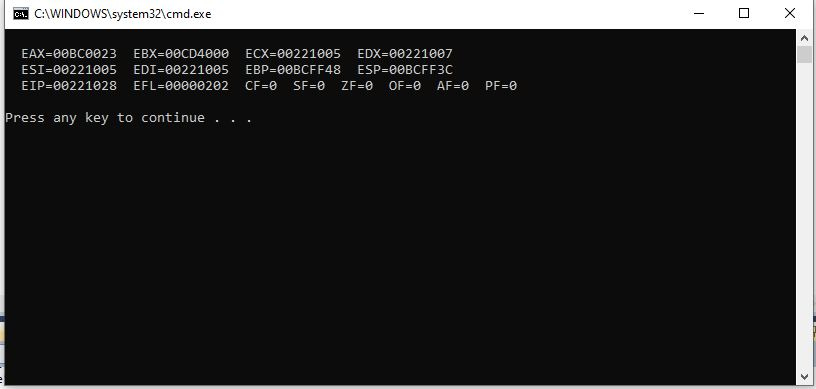 C:\WINDOWS\system32\cmd.exe
EAX=00BC0023  EBX=00CD4000  ECX=00221005  EDX=00221007
ESI=00221005  EDI=00221005  EBP=00BCFF48  ESP=00BCFF3C
EIP=00221028  EFL=00000202  CF=0  SF=0  ZF=0  OF=0  AF=0  PF=0
Press any key to continue . . .